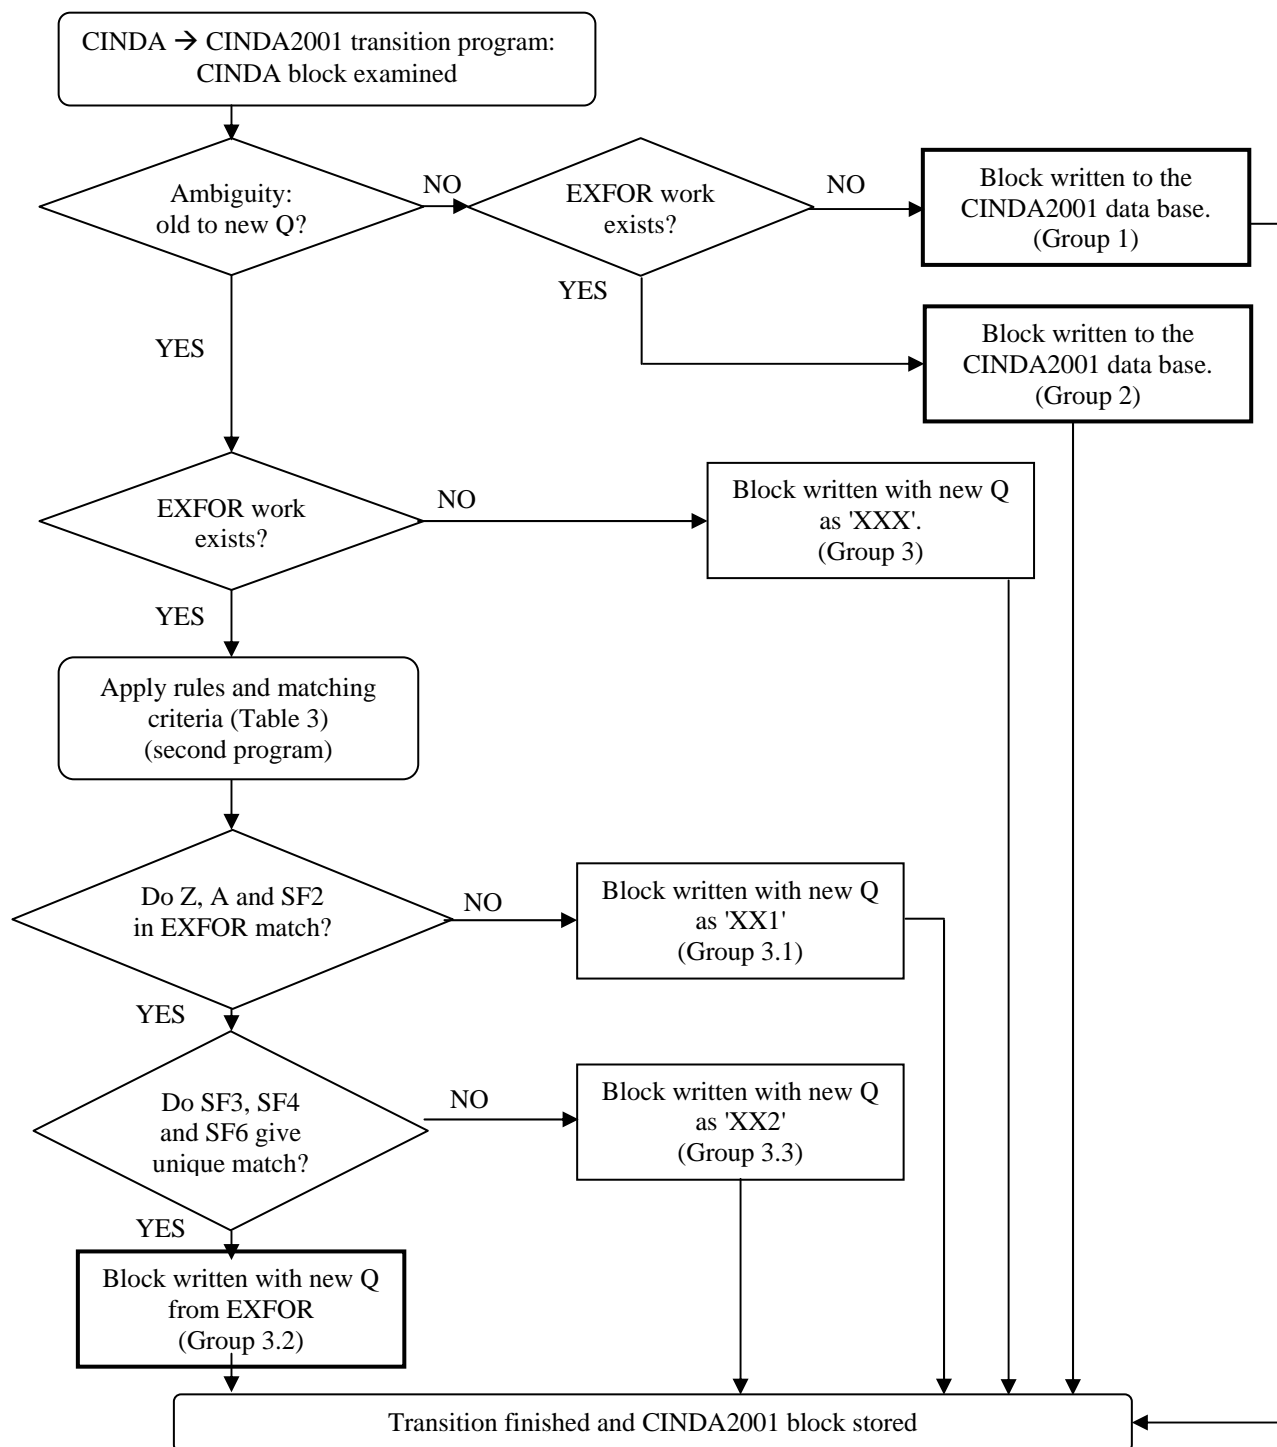 CINDA → CINDA2001 transition program:
CINDA block examined
Ambiguity:
old to new Q?
NO
EXFOR work
exists?
NO
Block written to the
CINDA2001 data base.
(Group 1)
YES
Block written to the
CINDA2001 data base.
(Group 2)
YES
EXFOR work
exists?
NO
Block written with new Q
as 'XXX'.
(Group 3)
YES
Apply rules and matching
criteria (Table 3)
(second program)
Do Z, A and SF2
in EXFOR match?
NO
Block written with new Q
as 'XX1'
(Group 3.1)
YES
Do SF3, SF4
and SF6 give
unique match?
NO
Block written with new Q
as 'XX2'
(Group 3.3)
YES
Block written with new Q
from EXFOR
(Group 3.2)
Transition finished and CINDA2001 block stored